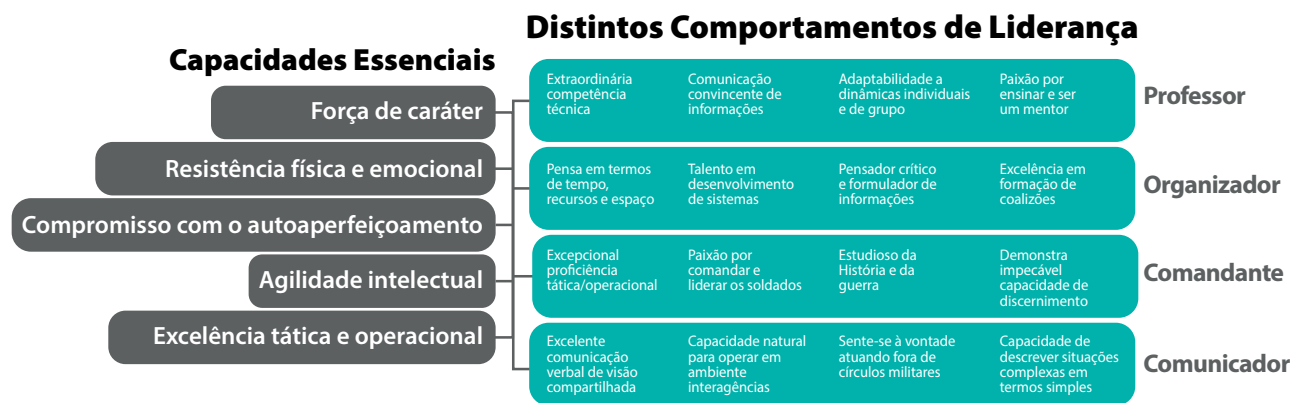 Distintos Comportamentos de Liderança
Capacidades Essenciais
Força de caráter
Resistência física e emocional
Compromisso com o autoaperfeiçoamento
Agilidade intelectual
Excelência tática e operacional
Extraordinária
competência
técnica
Comunicação
convincente de
informações
Adaptabilidade a
dinâmicas individuais
e de grupo
Paixão por
ensinar e ser
um mentor
Professor
Pensa em termos
de tempo,
recursos e espaço
Talento em
desenvolvimento
de sistemas
Pensador crítico
e formulador de
informações
Excelência em
formação de
coalizões
Organizador
Excepcional
proficiência
tática/operacional
Paixão por
comandar e
liderar os soldados
Estudioso da
História e da
guerra
Demonstra
impecável
capacidade de
discernimento
Comandante
Excelente
comunicação
verbal de visão
compartilhada
Capacidade natural
para operar em
ambiente
interagências
Sente-se à vontade
atuando fora de
círculos militares
Capacidade de
descrever situações
complexas em
termos simples
Comunicador